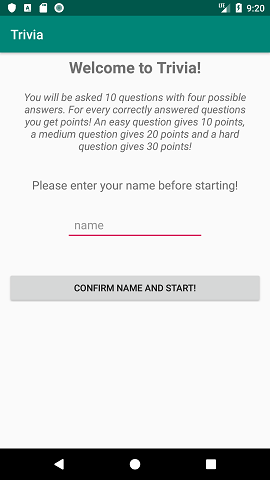 9:20
Trivia
Welcome to Trivia!
You will be asked 10 questions with four possible
answers. For every correctly answered questions
you get points! An easy question gives 10 points,
a medium question gives 20 points and a hard
question gives 30 points!
Please enter your name before starting!
name
CONFIRM NAME AND START!